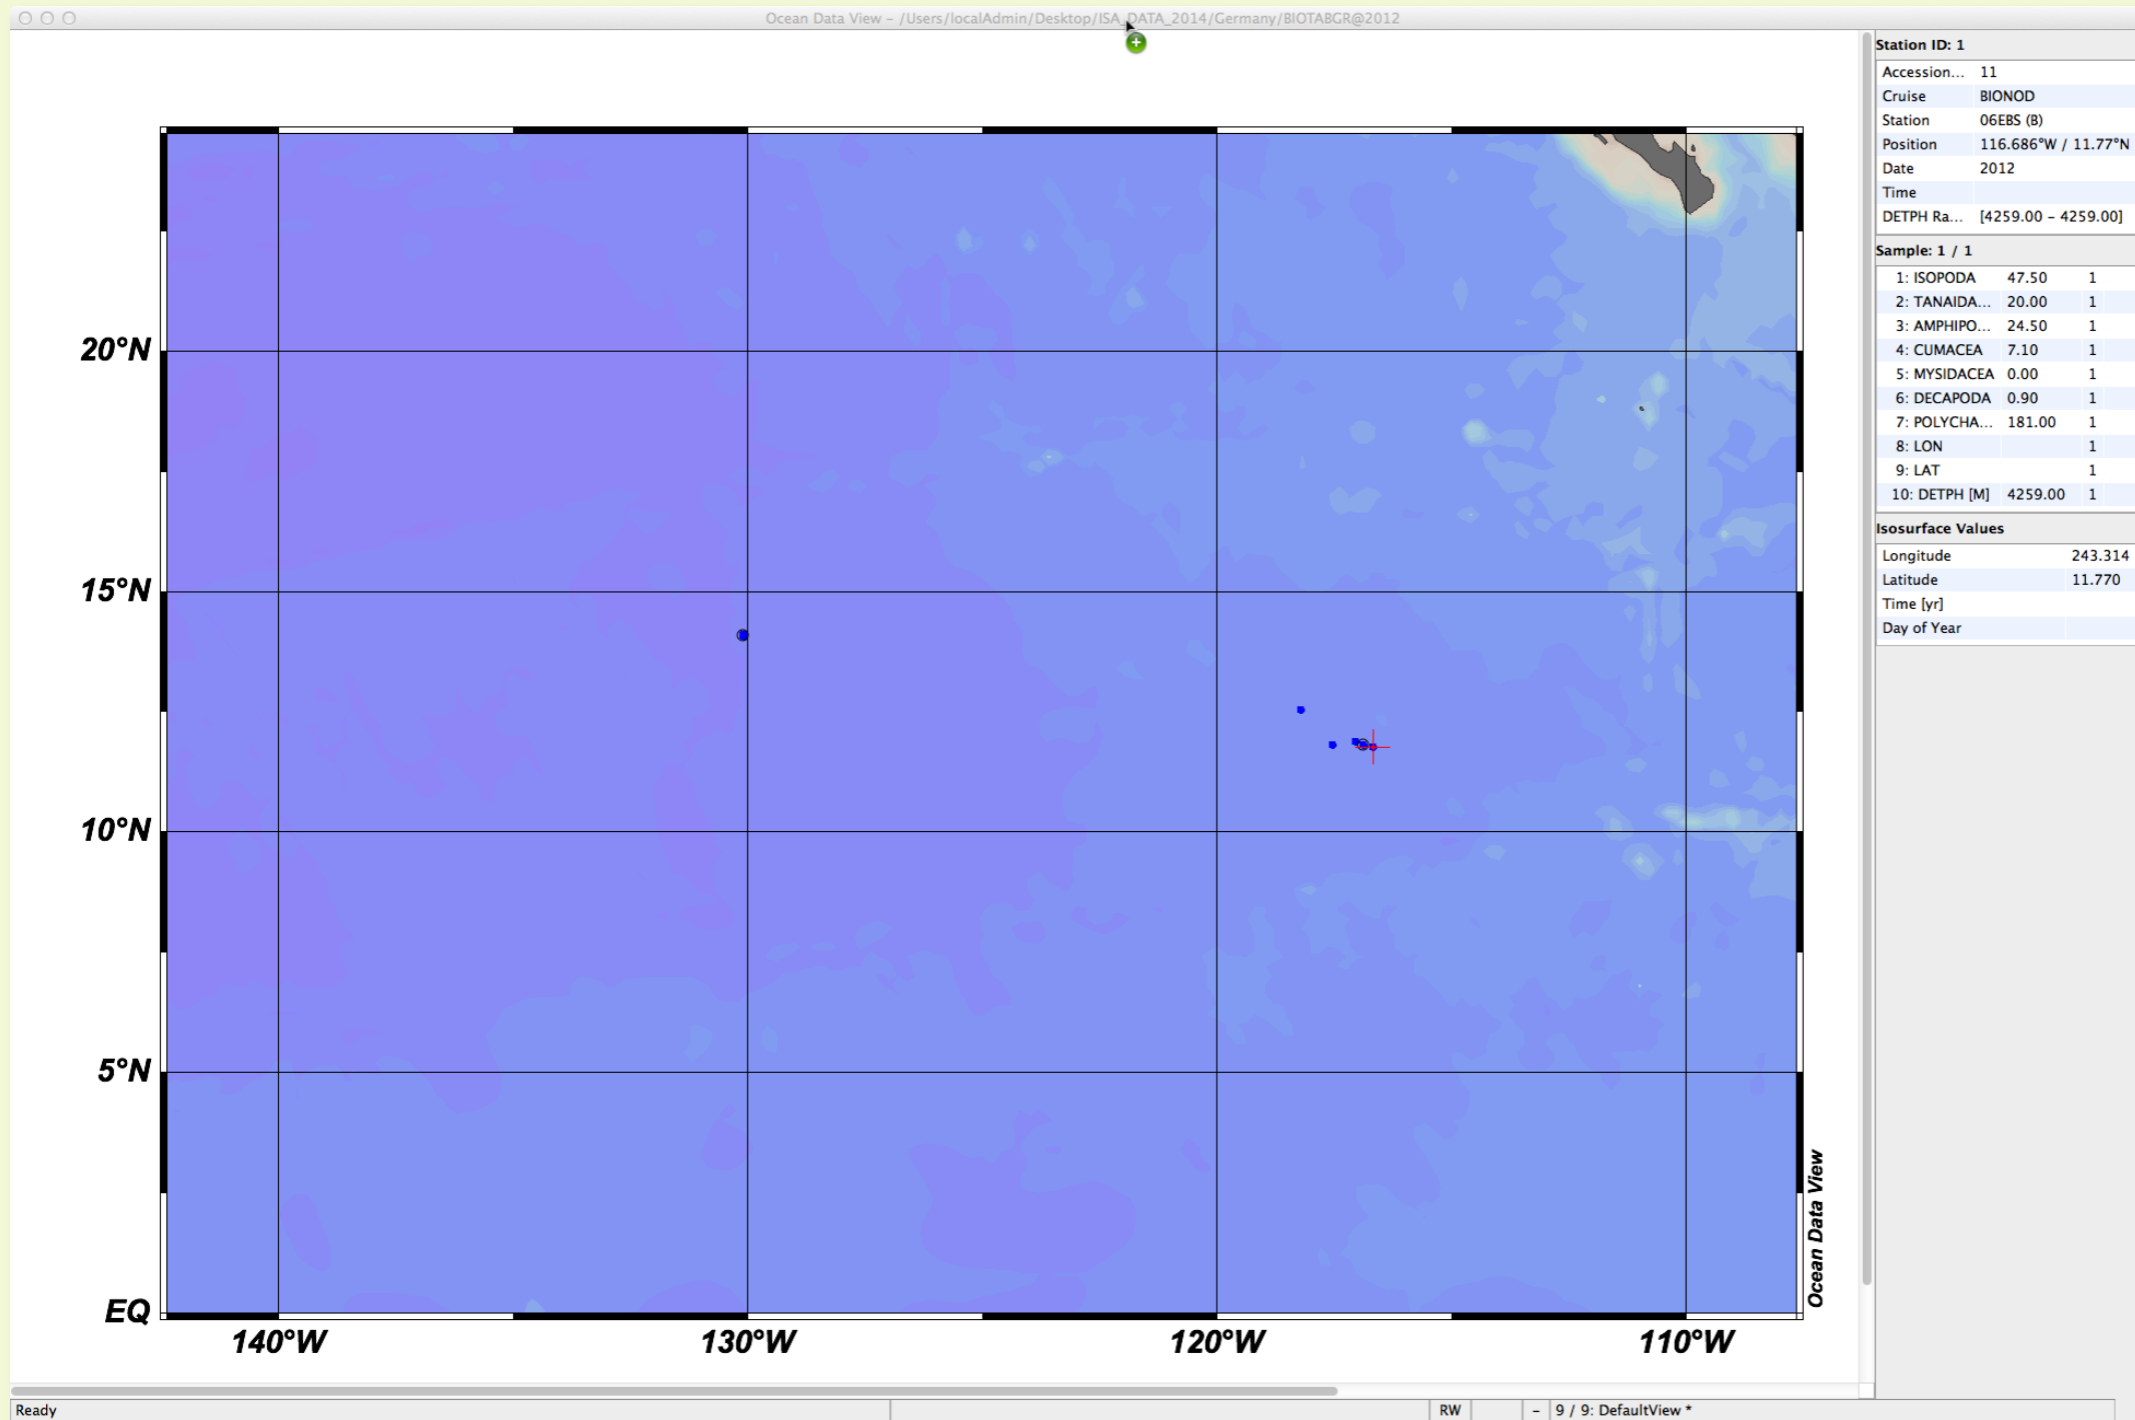 Ocean Data View – /Users/localAdmin/Desktop/ISA_DATA_2014/Germany/BIOTABGR@2012
20°N
15°N
10°N
5°N
EQ
140°W 130°W 120°W 110°W
Ocean Data View
Station ID: 1
Accession... 11
Cruise BIONOD
Station 06EBS (B)
Position 116.686°W / 11.77°N
Date 2012
Time
DETPH Ra... [4259.00 – 4259.00]
Sample: 1 / 1
1: ISOPODA 47.50 1
2: TANAIDA... 20.00 1
3: AMPHIPO... 24.50 1
4: CUMACEA 7.10 1
5: MYSIDACEA 0.00 1
6: DECAPODA 0.90 1
7: POLYCHA... 181.00 1
8: LON 1
9: LAT 1
10: DETPH [M] 4259.00 1
Isosurface Values
Longitude 243.314
Latitude 11.770
Time [yr]
Day of Year
Ready RW – 9 / 9: DefaultView *